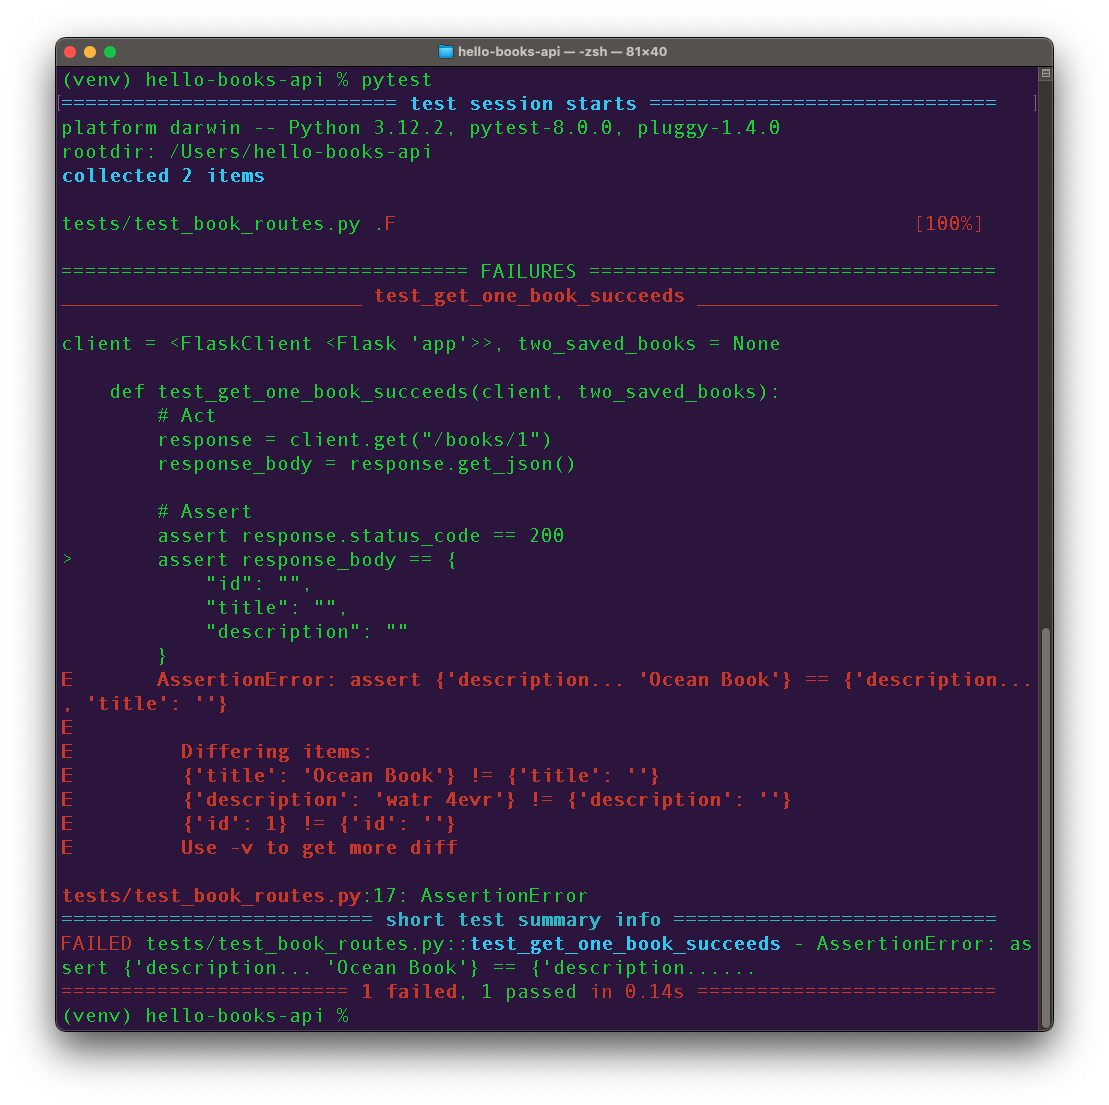 hello-books-api — -zsh — 81×40
(venv) hello-books-api % pytest
[============================ test session starts ============================= ]
platform darwin -- Python 3.12.2, pytest-8.0.0, pluggy-1.4.0
rootdir: /Users/hello-books-api
collected 2 items
tests/test_book_routes.py .F [100%]
================================== FAILURES ==================================
_________________________ test_get_one_book_succeeds _________________________
client = <FlaskClient <Flask 'app'>>, two_saved_books = None
    def test_get_one_book_succeeds(client, two_saved_books):
        # Act
        response = client.get("/books/1")
        response_body = response.get_json()
        # Assert
        assert response.status_code == 200
>       assert response_body == {
            "id": "",
            "title": "",
            "description": ""
        }
E       AssertionError: assert {'description... 'Ocean Book'} == {'description...
, 'title': ''}
E
E         Differing items:
E         {'title': 'Ocean Book'} != {'title': ''}
E         {'description': 'watr 4evr'} != {'description': ''}
E         {'id': 1} != {'id': ''}
E         Use -v to get more diff
tests/test_book_routes.py:17: AssertionError
========================== short test summary info ===========================
FAILED tests/test_book_routes.py::test_get_one_book_succeeds - AssertionError: as
sert {'description... 'Ocean Book'} == {'description......
======================== 1 failed, 1 passed in 0.14s =========================
(venv) hello-books-api %